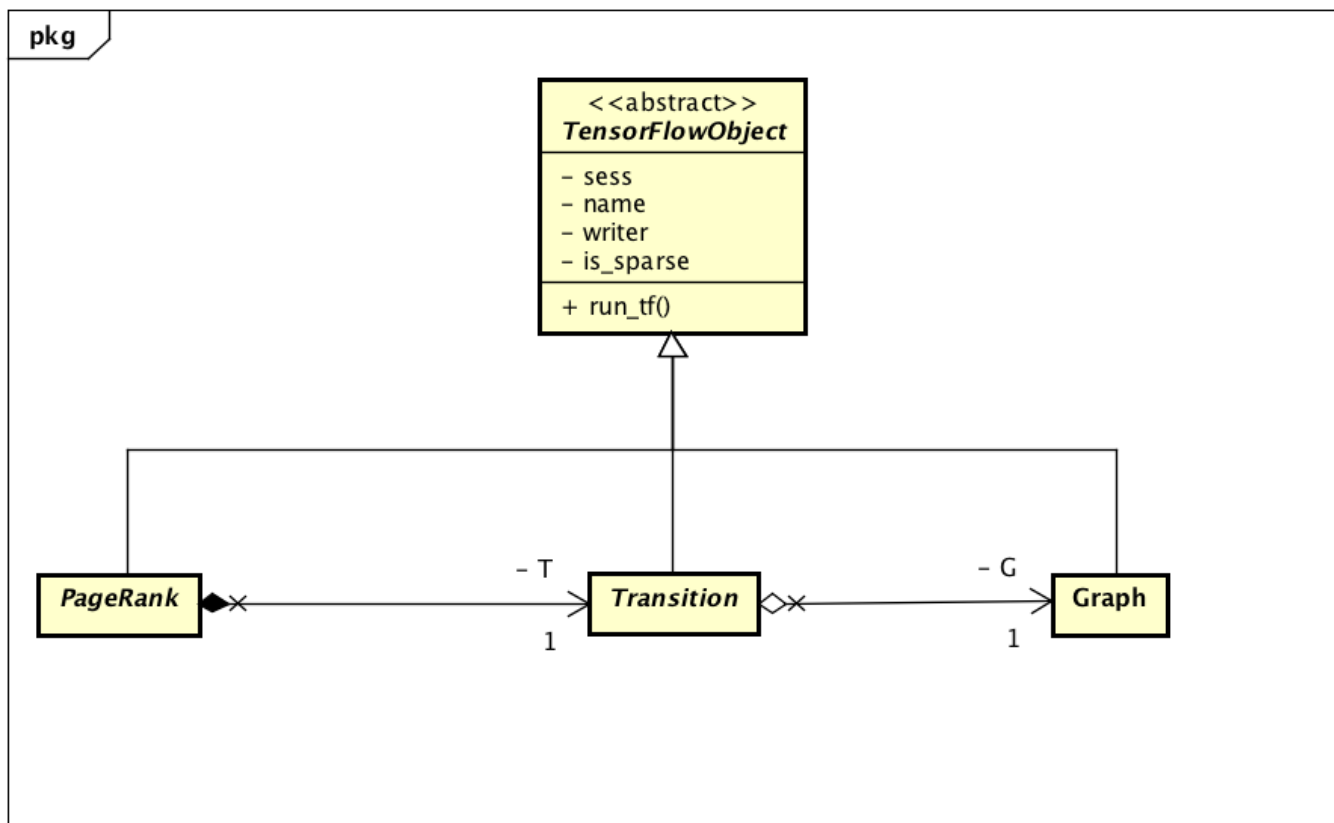 pkg
<<abstract>>
TensorFlowObject
– sess
– name
– writer
– is_sparse
+ run_tf()
– T
– G
PageRank
Transition
Graph
1
1